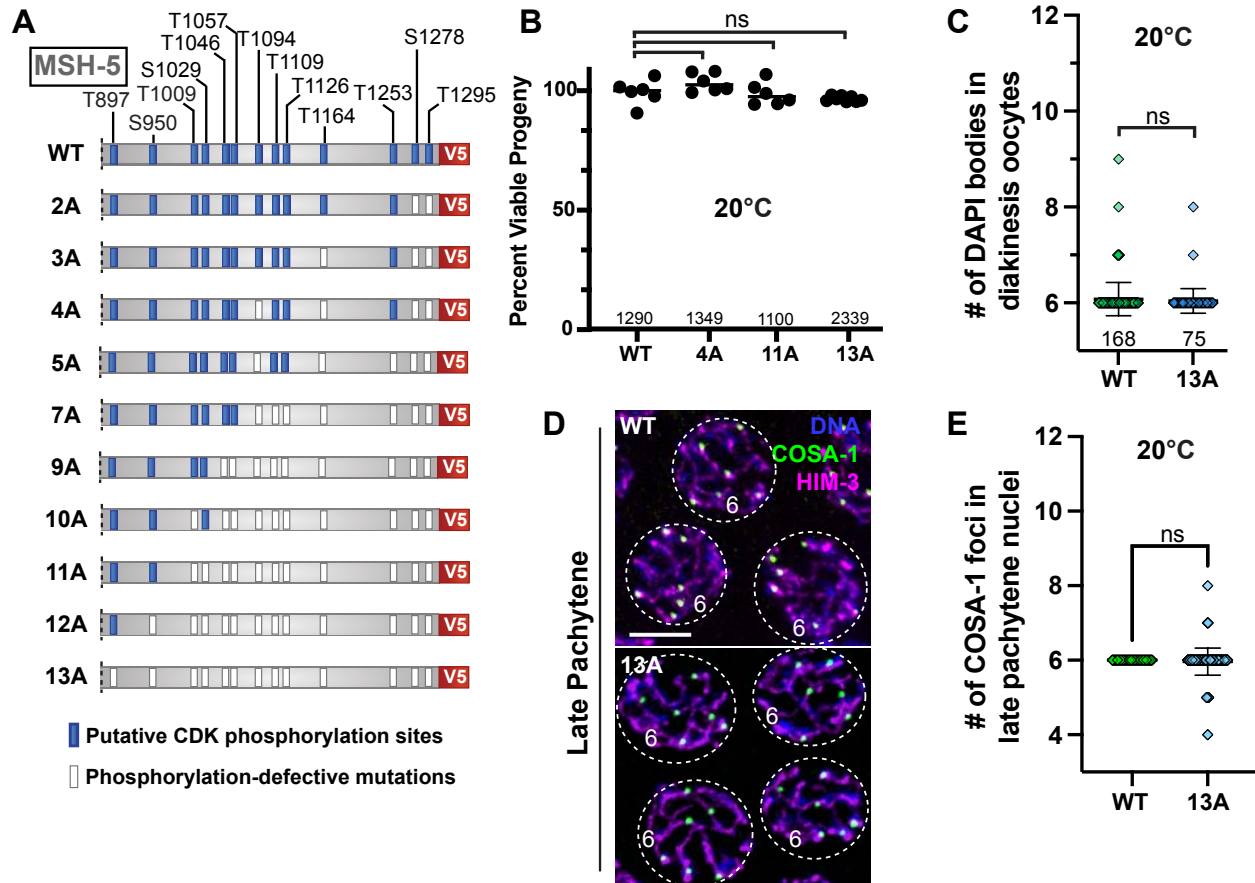 A
MSH-5
T897
S950
T1009
S1029
T1046
T1057
T1094
T1109
T1126
T1164
T1253
S1278
T1295
WT
V5
2A
V5
3A
V5
4A
V5
5A
V5
7A
V5
9A
V5
10A
V5
11A
V5
12A
V5
13A
V5
Putative CDK phosphorylation sites
Phosphorylation-defective mutations
B
ns
Percent Viable Progeny
100
50
0
20°C
1290 1349 1100 2339
WT 4A 11A 13A
C
20°C
# of DAPI bodies in
diakinesis oocytes
12
10
8
6
ns
168 75
WT 13A
D
Late Pachytene
WT
DNA
COSA-1
HIM-3
6
6
6
13A
6
6
6
6
E
20°C
# of COSA-1 foci in
late pachytene nuclei
12
10
8
6
4
ns
WT 13A